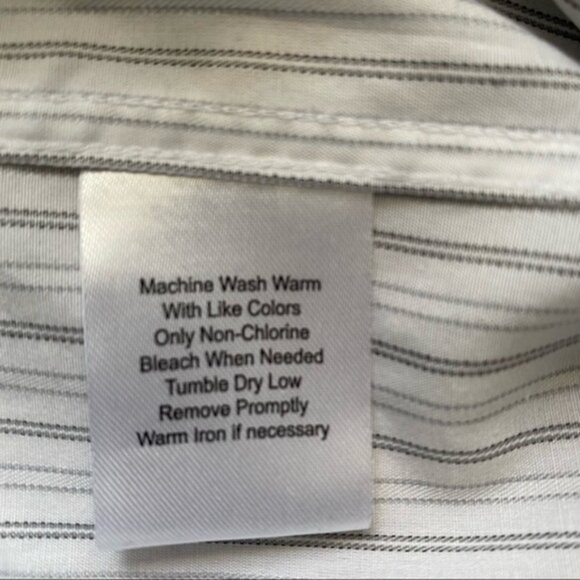 Machine Wash Warm
With Like Colors
Only Non-Chlorine
Bleach When Needed
Tumble Dry Low
Remove Promptly
Warm Iron if necessary